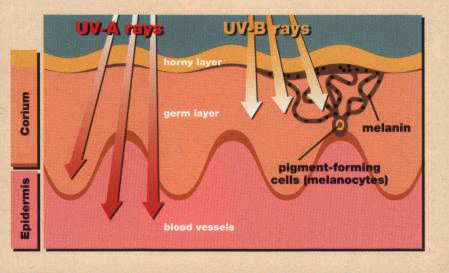 UV-A rays
UV-B rays
horny layer
germ layer
melanin
pigment-forming
cells (melanocytes)
blood vessels
Corium
Epidermis